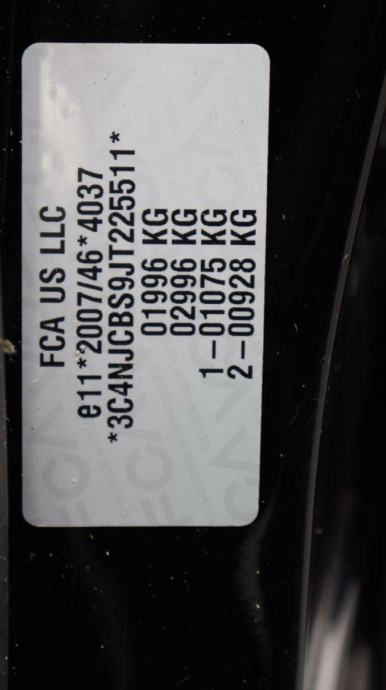 FCA US LLC
e11*2007/46*4037
*3C4NJCBS9JT225511*
01996 KG
02996 KG
1-01075 KG
2-00928 KG